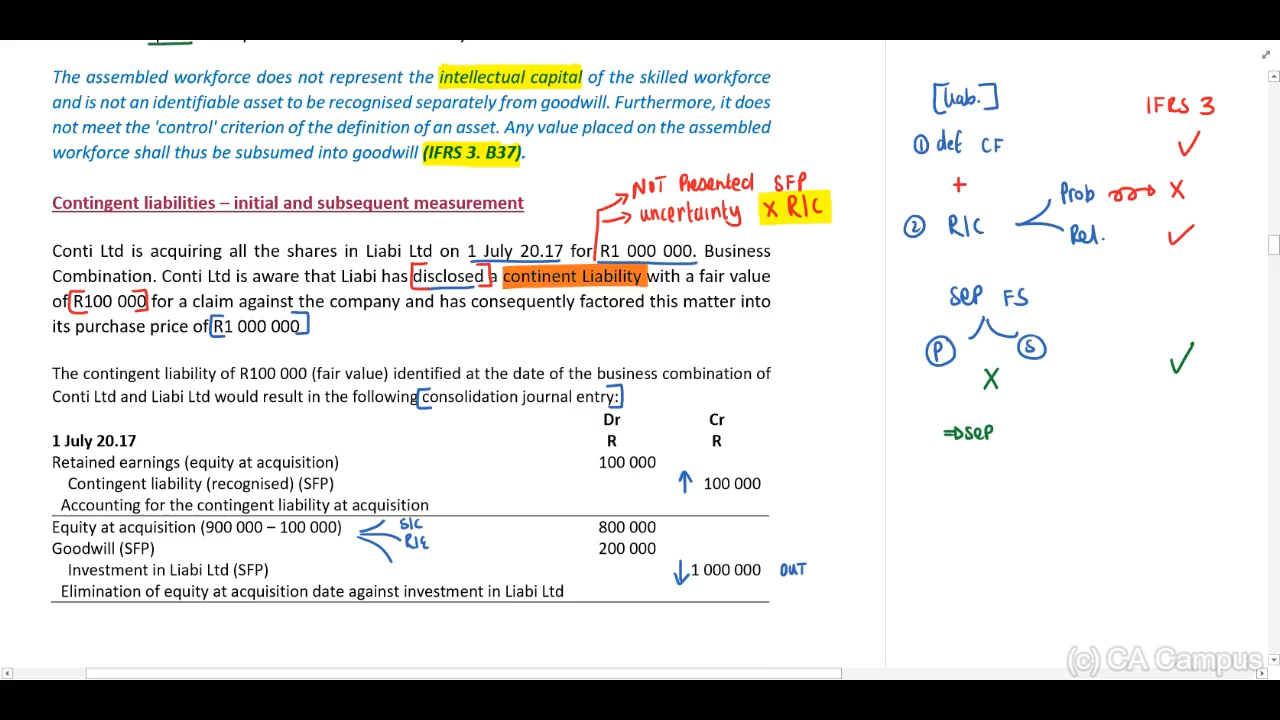 The assembled workforce does not represent the intellectual capital of the skilled workforce
and is not an identifiable asset to be recognised separately from goodwill. Furthermore, it does
not meet the 'control' criterion of the definition of an asset. Any value placed on the assembled
workforce shall thus be subsumed into goodwill (IFRS 3. B37).
NOT Presented SFP
Contingent liabilities – initial and subsequent measurement
uncertainty X R/C
Conti Ltd is acquiring all the shares in Liabi Ltd on 1 July 20.17 for R1 000 000. Business
Combination. Conti Ltd is aware that Liabi has disclosed a continent Liability with a fair value
of R100 000 for a claim against the company and has consequently factored this matter into
its purchase price of R1 000 000
The contingent liability of R100 000 (fair value) identified at the date of the business combination of
Conti Ltd and Liabi Ltd would result in the following consolidation journal entry:
Dr Cr
1 July 20.17 R R
Retained earnings (equity at acquisition) 100 000
Contingent liability (recognised) (SFP) 100 000
Accounting for the contingent liability at acquisition
Equity at acquisition (900 000 – 100 000) S/C 800 000
R/E
Goodwill (SFP) 200 000
Investment in Liabi Ltd (SFP) 1 000 000 OUT
Elimination of equity at acquisition date against investment in Liabi Ltd
[liab.] IFRS 3
① def CF ✓
+ Prob X
② R/C Rel. ✓
Sep FS
P S ✓
X
⇒ Sep
(c) CA Campus